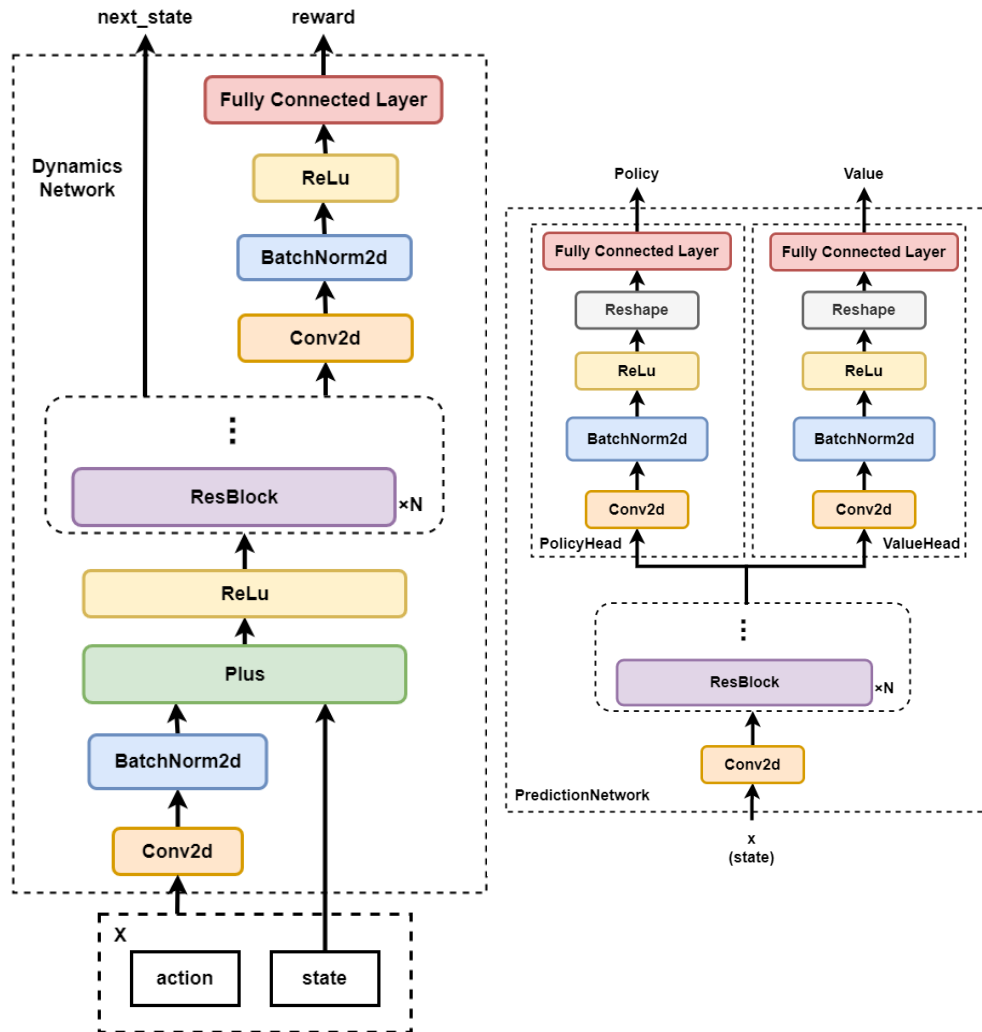 next_state
reward
Fully Connected Layer
Dynamics
Network
ReLu
BatchNorm2d
Conv2d
⋮
ResBlock
×N
ReLu
Plus
BatchNorm2d
Conv2d
X
action
state
Policy
Value
Fully Connected Layer
Fully Connected Layer
Reshape
Reshape
ReLu
ReLu
BatchNorm2d
BatchNorm2d
Conv2d
Conv2d
PolicyHead
ValueHead
⋮
ResBlock
×N
Conv2d
PredictionNetwork
x
(state)